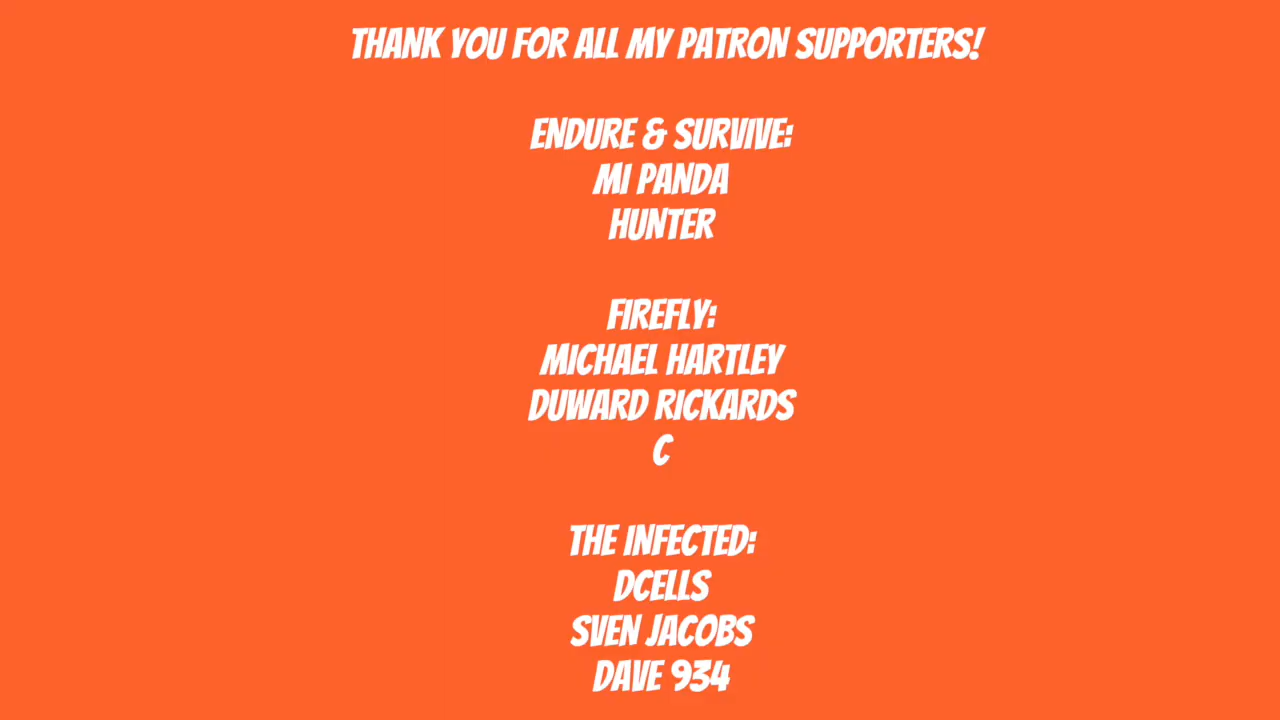 THANK YOU FOR ALL MY PATRON SUPPORTERS!
ENDURE & SURVIVE:
MI PANDA
HUNTER
FIREFLY:
MICHAEL HARTLEY
DUWARD RICKARDS
C
THE INFECTED:
DCELLS
SVEN JACOBS
DAVE 934